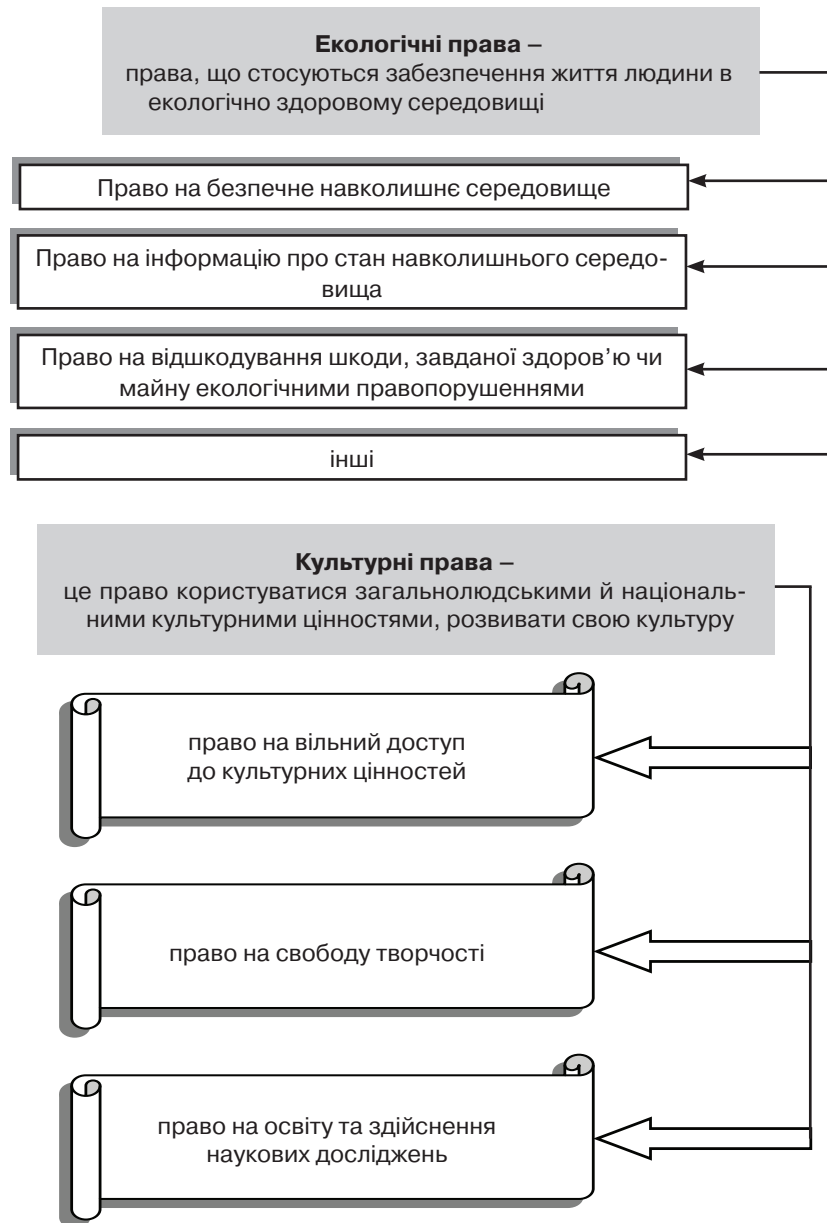 Екологічні права –
права, що стосуються забезпечення життя людини в
екологічно здоровому середовищі
Право на безпечне навколишнє середовище
Право на інформацію про стан навколишнього середо-
вища
Право на відшкодування шкоди, завданої здоров’ю чи
майну екологічними правопорушеннями
інші
Культурні права –
це право користуватися загальнолюдськими й національ-
ними культурними цінностями, розвивати свою культуру
право на вільний доступ
до культурних цінностей
право на свободу творчості
право на освіту та здійснення
наукових досліджень